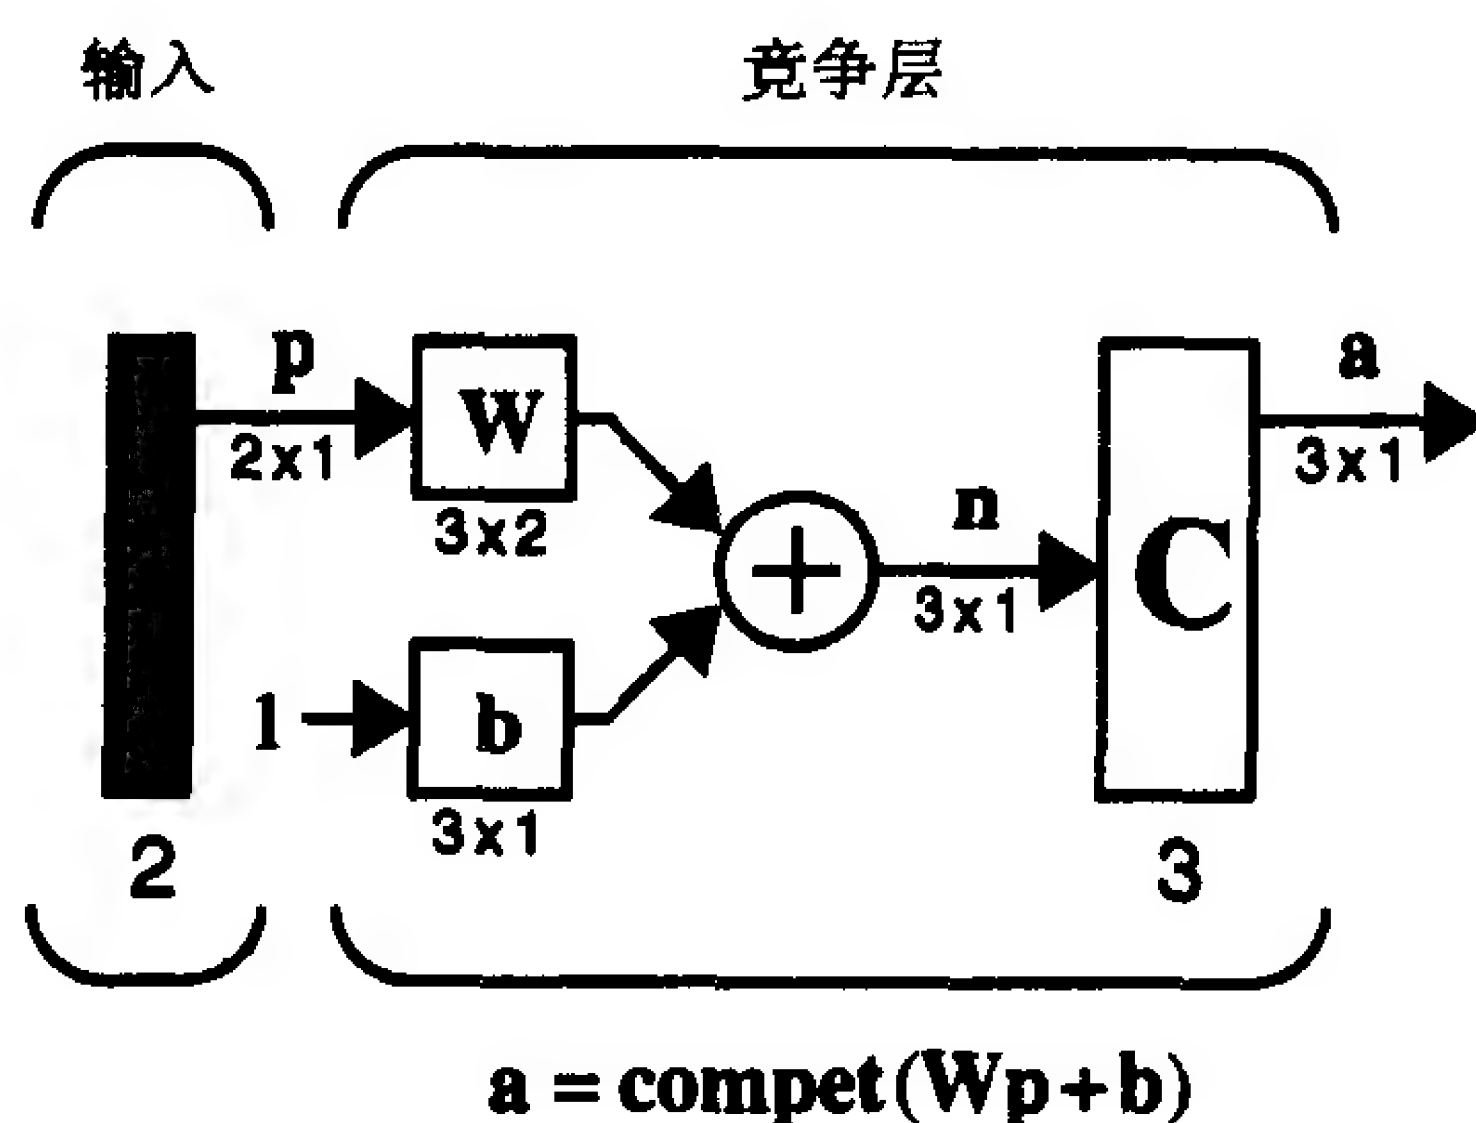 输入 竞争层
p a
W
2x1 3x1
n
3x2
C
3x1
1 b
3x1
2 3
a = compet(Wp+b)